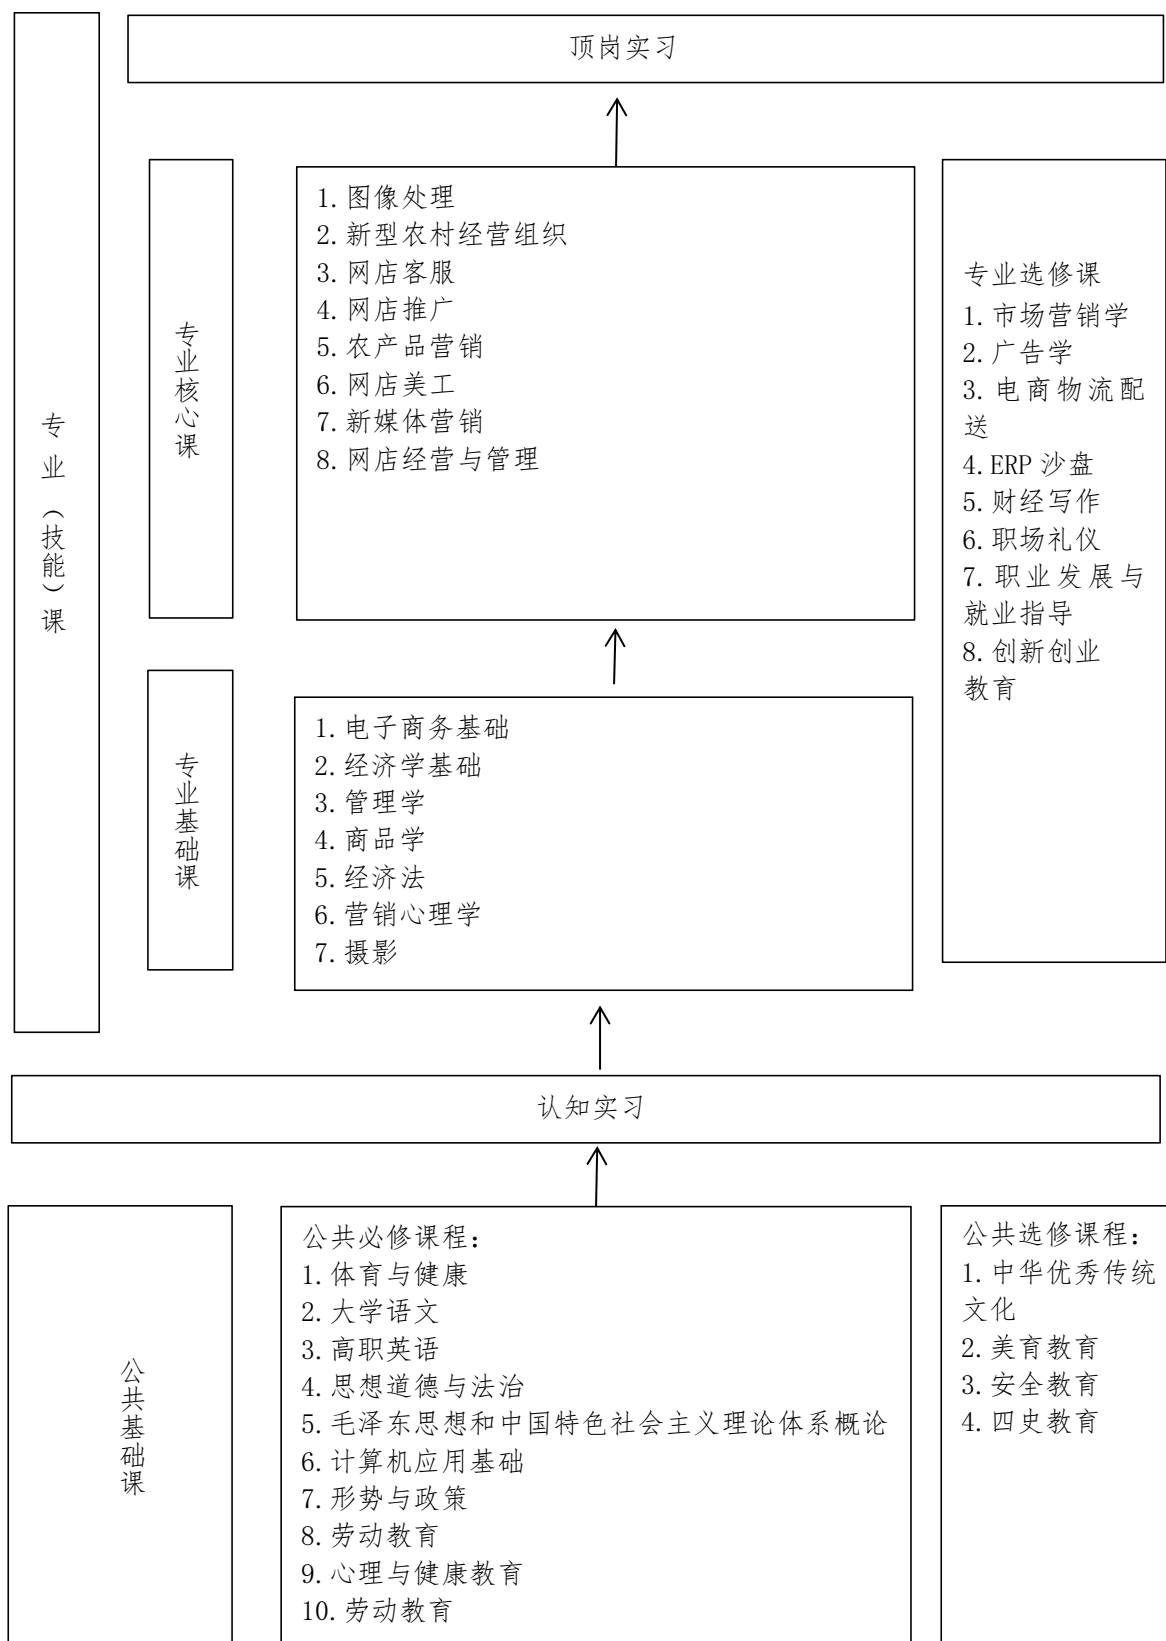 顶岗实习
专业（技能）课
专业核心课
1.图像处理
2.新型农村经营组织
3.网店客服
4.网店推广
5.农产品营销
6.网店美工
7.新媒体营销
8.网店经营与管理
专业选修课
1.市场营销学
2.广告学
3.电商物流配
送
4.ERP 沙盘
5.财经写作
6.职场礼仪
7.职业发展与
就业指导
8.创新创业
教育
专业基础课
1.电子商务基础
2.经济学基础
3.管理学
4.商品学
5.经济法
6.营销心理学
7.摄影
认知实习
公共基础课
公共必修课程：
1.体育与健康
2.大学语文
3.高职英语
4.思想道德与法治
5.毛泽东思想和中国特色社会主义理论体系概论
6.计算机应用基础
7.形势与政策
8.劳动教育
9.心理与健康教育
10.劳动教育
公共选修课程：
1.中华优秀传统
文化
2.美育教育
3.安全教育
4.四史教育